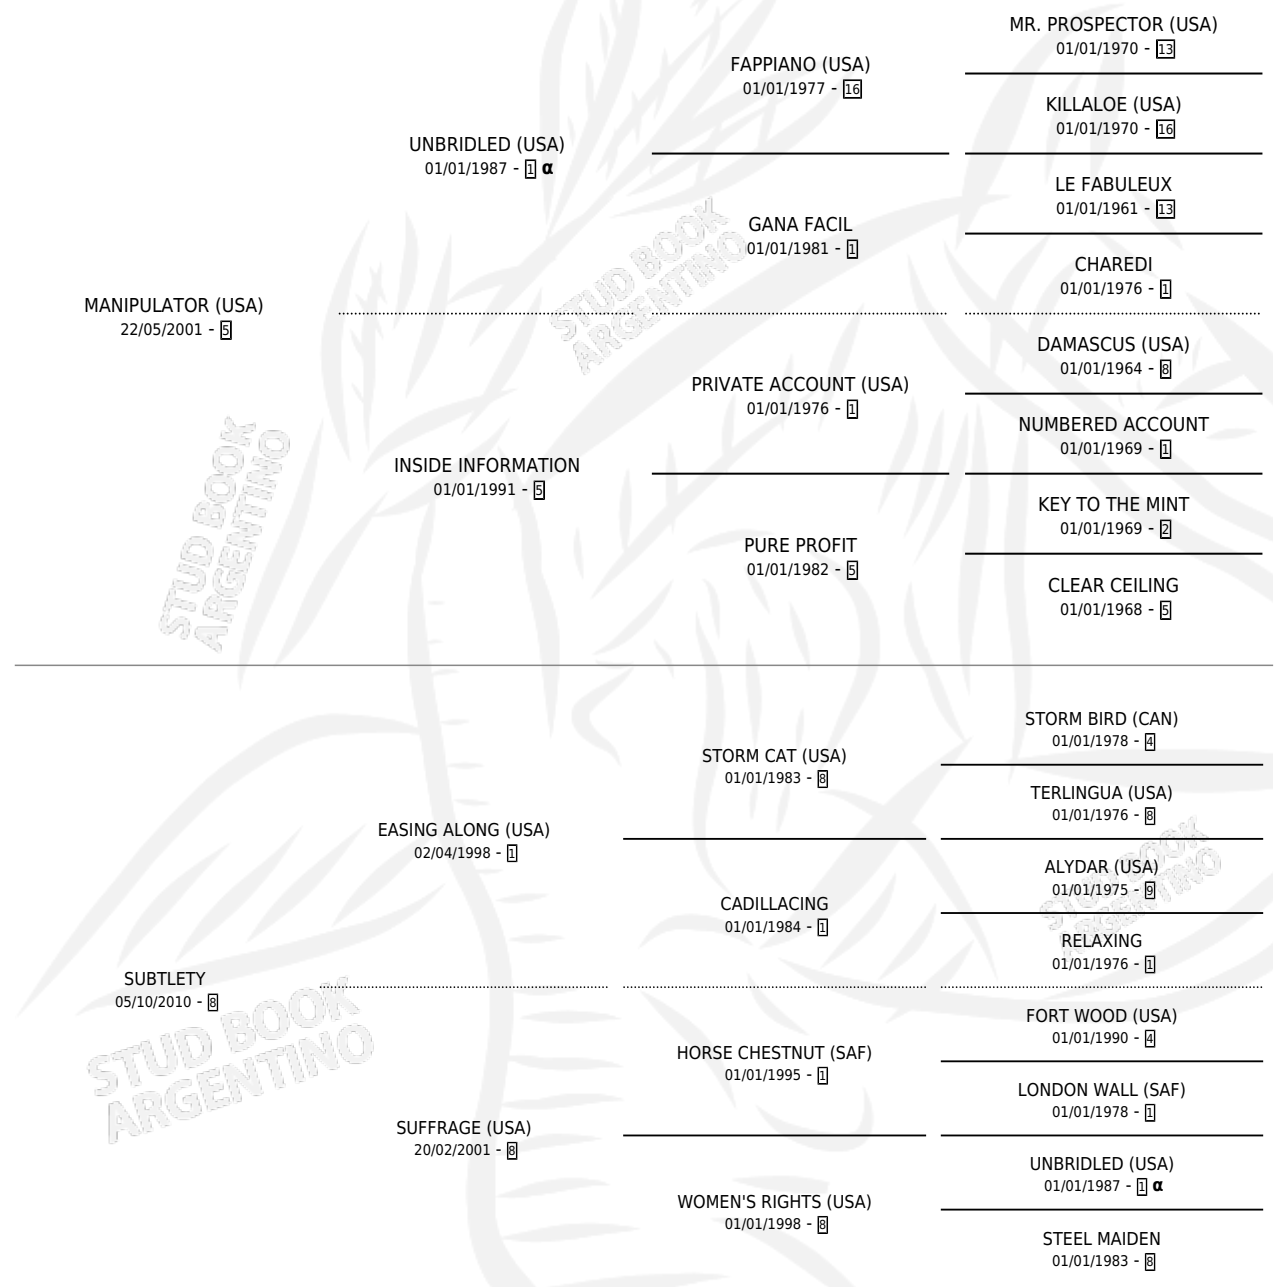 MR. PROSPECTOR (USA)
01/01/1970 - 13
FAPPIANO (USA)
01/01/1977 - 16
KILLALOE (USA)
01/01/1970 - 16
UNBRIDLED (USA)
01/01/1987 - 1 α
LE FABULEUX
01/01/1961 - 13
GANA FACIL
01/01/1981 - 1
CHAREDI
01/01/1976 - 1
MANIPULATOR (USA)
22/05/2001 - 5
DAMASCUS (USA)
01/01/1964 - 8
PRIVATE ACCOUNT (USA)
01/01/1976 - 1
NUMBERED ACCOUNT
01/01/1969 - 1
INSIDE INFORMATION
01/01/1991 - 5
KEY TO THE MINT
01/01/1969 - 2
PURE PROFIT
01/01/1982 - 5
CLEAR CEILING
01/01/1968 - 5
STORM BIRD (CAN)
01/01/1978 - 4
STORM CAT (USA)
01/01/1983 - 8
TERLINGUA (USA)
01/01/1976 - 8
EASING ALONG (USA)
02/04/1998 - 1
ALYDAR (USA)
01/01/1975 - 9
CADILLACING
01/01/1984 - 1
RELAXING
01/01/1976 - 1
SUBTLETY
05/10/2010 - 8
FORT WOOD (USA)
01/01/1990 - 4
HORSE CHESTNUT (SAF)
01/01/1995 - 1
LONDON WALL (SAF)
01/01/1978 - 1
SUFFRAGE (USA)
20/02/2001 - 8
UNBRIDLED (USA)
01/01/1987 - 1 α
WOMEN'S RIGHTS (USA)
01/01/1998 - 8
STEEL MAIDEN
01/01/1983 - 8
STUD BOOK
ARGENTINO
STUD BOOK
ARGENTINO
STUD BOOK
ARGENTINO
STUD BOOK
ARGENTINO